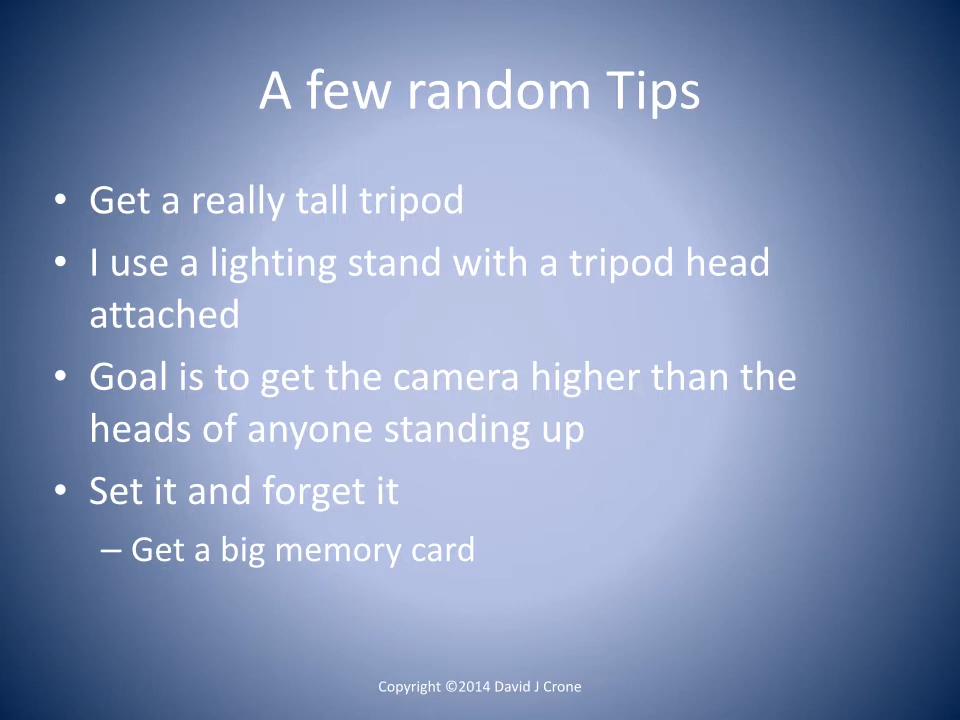 A few random Tips
• Get a really tall tripod
• I use a lighting stand with a tripod head
attached
• Goal is to get the camera higher than the
heads of anyone standing up
• Set it and forget it
– Get a big memory card
Copyright ©2014 David J Crone